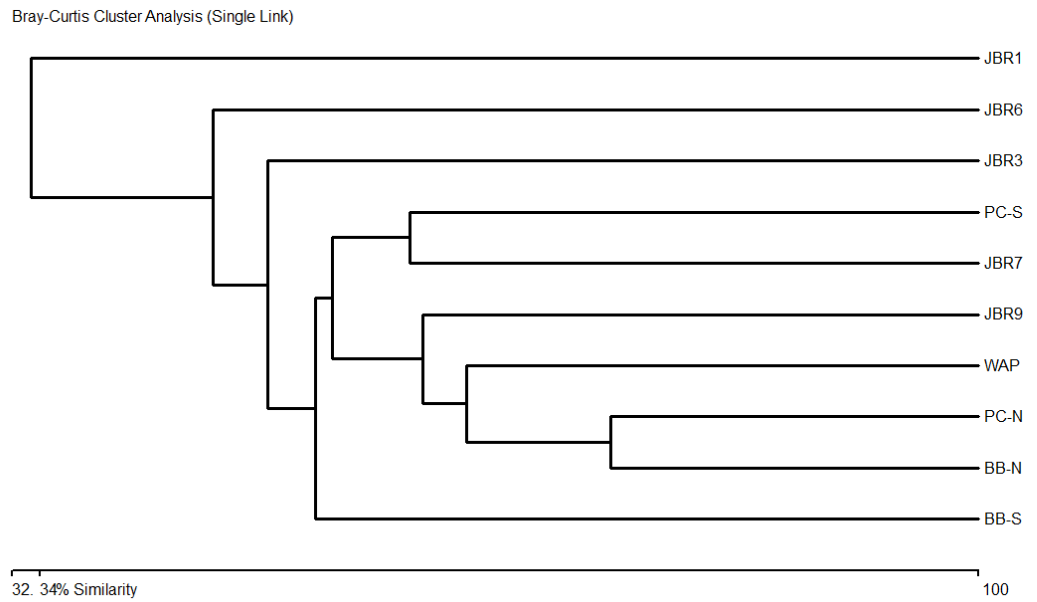 Bray-Curtis Cluster Analysis (Single Link)
JBR1
JBR6
JBR3
PC-S
JBR7
JBR9
WAP
PC-N
BB-N
BB-S
32. 34% Similarity 100